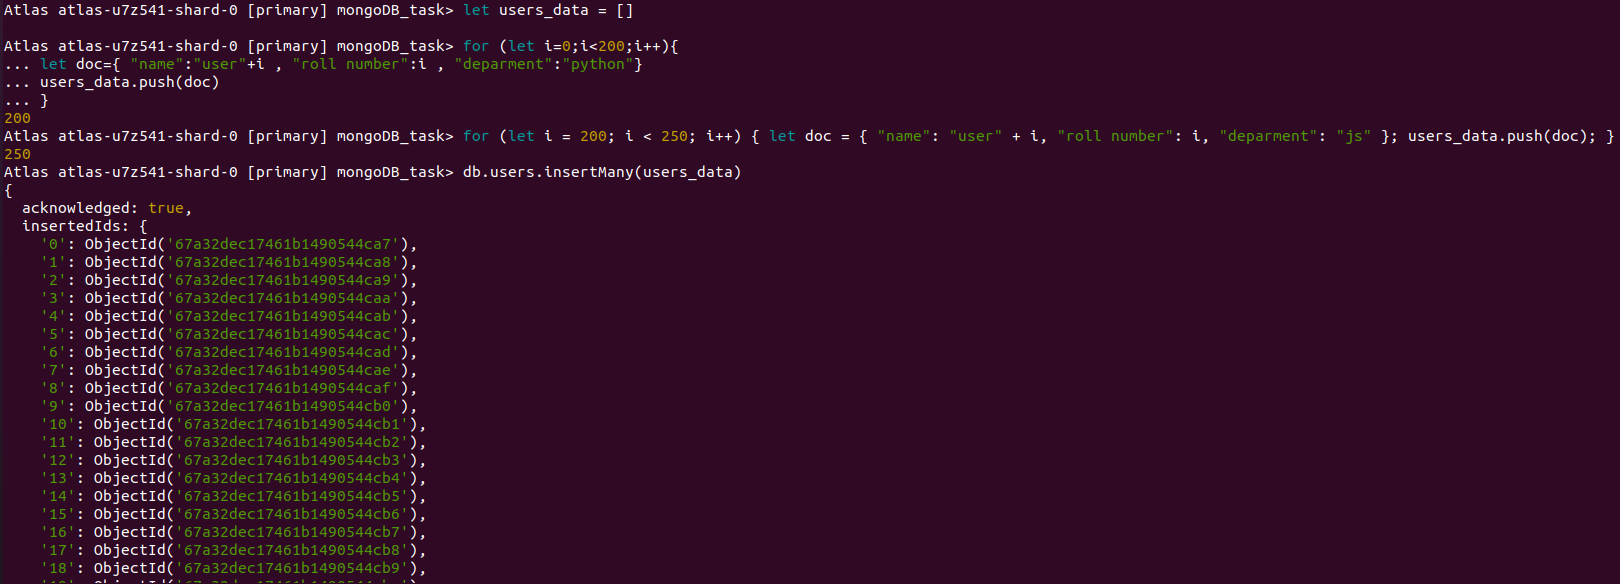 Atlas atlas-u7z541-shard-0 [primary] mongoDB_task> let users_data = []
Atlas atlas-u7z541-shard-0 [primary] mongoDB_task> for (let i=0;i<200;i++){
... let doc={ "name":"user"+i , "roll number":i , "deparment":"python"}
... users_data.push(doc)
... }
200
Atlas atlas-u7z541-shard-0 [primary] mongoDB_task> for (let i = 200; i < 250; i++) { let doc = { "name": "user" + i, "roll number": i, "deparment": "js" }; users_data.push(doc); }
250
Atlas atlas-u7z541-shard-0 [primary] mongoDB_task> db.users.insertMany(users_data)
{
  acknowledged: true,
  insertedIds: {
    '0': ObjectId('67a32dec17461b1490544ca7'),
    '1': ObjectId('67a32dec17461b1490544ca8'),
    '2': ObjectId('67a32dec17461b1490544ca9'),
    '3': ObjectId('67a32dec17461b1490544caa'),
    '4': ObjectId('67a32dec17461b1490544cab'),
    '5': ObjectId('67a32dec17461b1490544cac'),
    '6': ObjectId('67a32dec17461b1490544cad'),
    '7': ObjectId('67a32dec17461b1490544cae'),
    '8': ObjectId('67a32dec17461b1490544caf'),
    '9': ObjectId('67a32dec17461b1490544cb0'),
    '10': ObjectId('67a32dec17461b1490544cb1'),
    '11': ObjectId('67a32dec17461b1490544cb2'),
    '12': ObjectId('67a32dec17461b1490544cb3'),
    '13': ObjectId('67a32dec17461b1490544cb4'),
    '14': ObjectId('67a32dec17461b1490544cb5'),
    '15': ObjectId('67a32dec17461b1490544cb6'),
    '16': ObjectId('67a32dec17461b1490544cb7'),
    '17': ObjectId('67a32dec17461b1490544cb8'),
    '18': ObjectId('67a32dec17461b1490544cb9'),